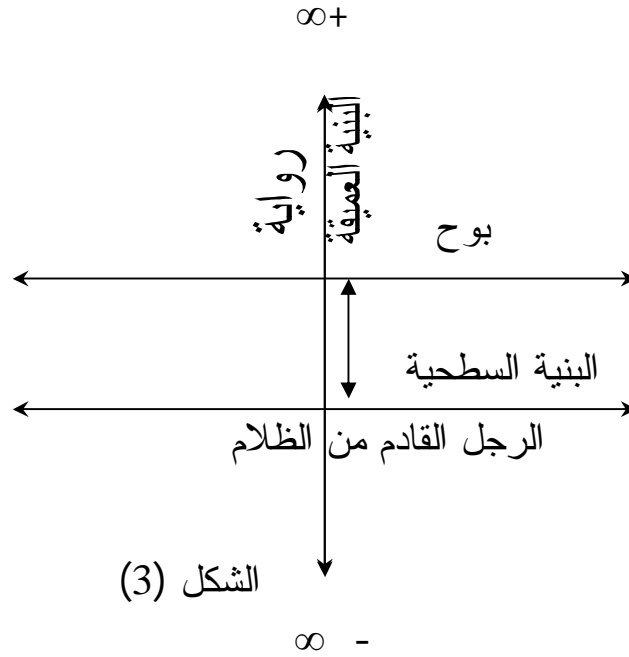 ∞+
رواية
البنية العميقة
بوح
البنية السطحية
الرجل القادم من الظلام
الشكل (3)
∞ -